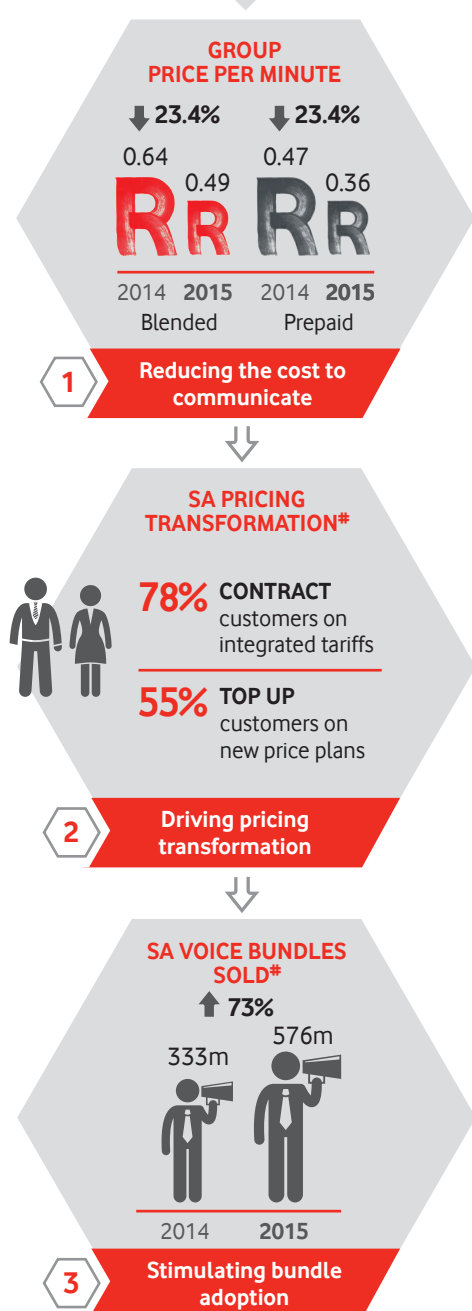 GROUP
PRICE PER MINUTE
23.4% 23.4%
0.64 0.49 0.47 0.36
R R R R
2014 2015 2014 2015
Blended Prepaid
1 Reducing the cost to
communicate
SA PRICING
TRANSFORMATION#
78% CONTRACT
customers on
integrated tariffs
55% TOP UP
customers on
new price plans
2 Driving pricing
transformation
SA VOICE BUNDLES
SOLD#
73%
333m 576m
2014 2015
3 Stimulating bundle
adoption